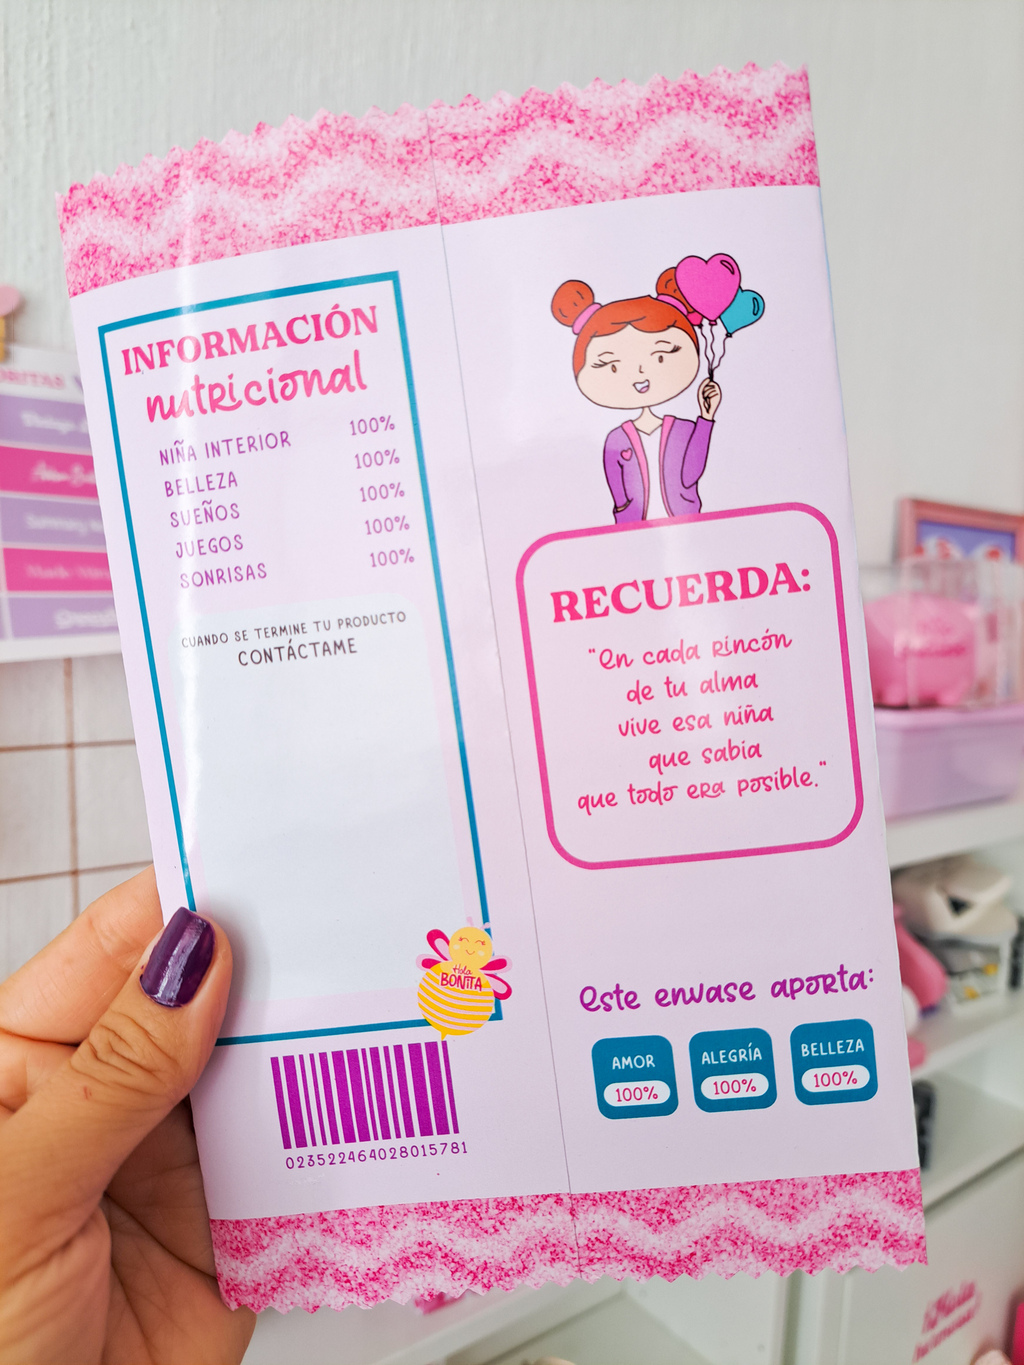 INFORMACIÓN
nutricional
NIÑA INTERIOR 100%
BELLEZA 100%
SUEÑOS 100%
JUEGOS 100%
SONRISAS 100%
CUANDO SE TERMINE TU PRODUCTO
CONTÁCTAME
Hola
BONITA
023522464028015781
RECUERDA:
"En cada rincón
de tu alma
vive esa niña
que sabia
que todo era posible."
Este envase aporta:
AMOR
100%
ALEGRÍA
100%
BELLEZA
100%